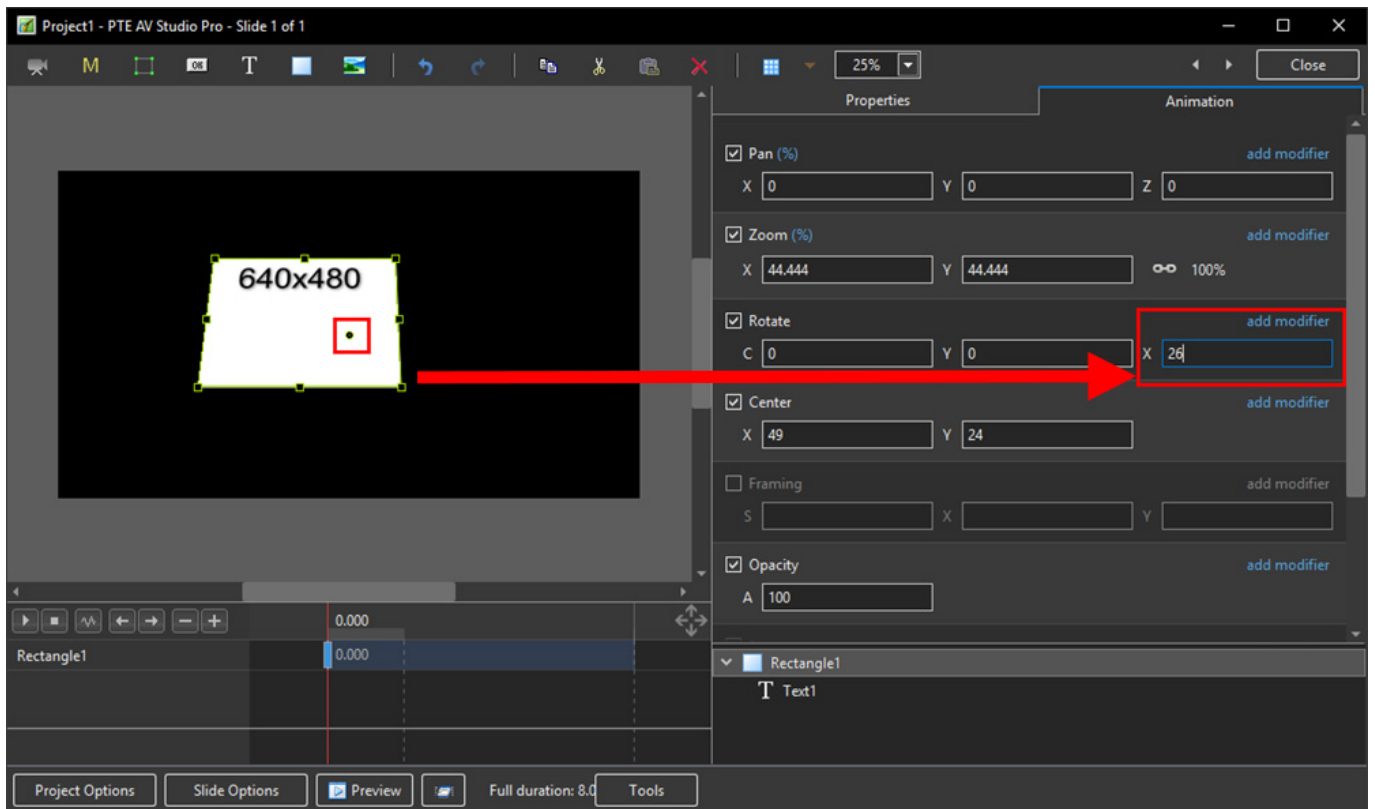 Project1 - PTE AV Studio Pro - Slide 1 of 1
M OK T 25% Close
Properties Animation
Pan (%) add modifier
X 0 Y 0 Z 0
Zoom (%) add modifier
X 44.444 Y 44.444 100%
Rotate add modifier
C 0 Y 0 X 26
Center add modifier
X 49 Y 24
Framing add modifier
S X Y
Opacity add modifier
A 100
640x480
0.000
Rectangle1 0.000
Rectangle1
T Text1
Project Options Slide Options Preview Full duration: 8.0 Tools